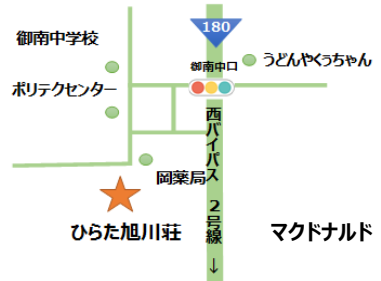 180
御南中学校
御南中口
うどんやくぅちゃん
ポリテクセンター
西バイパス 2号線 ↓
岡薬局
ひらた旭川荘
マクドナルド